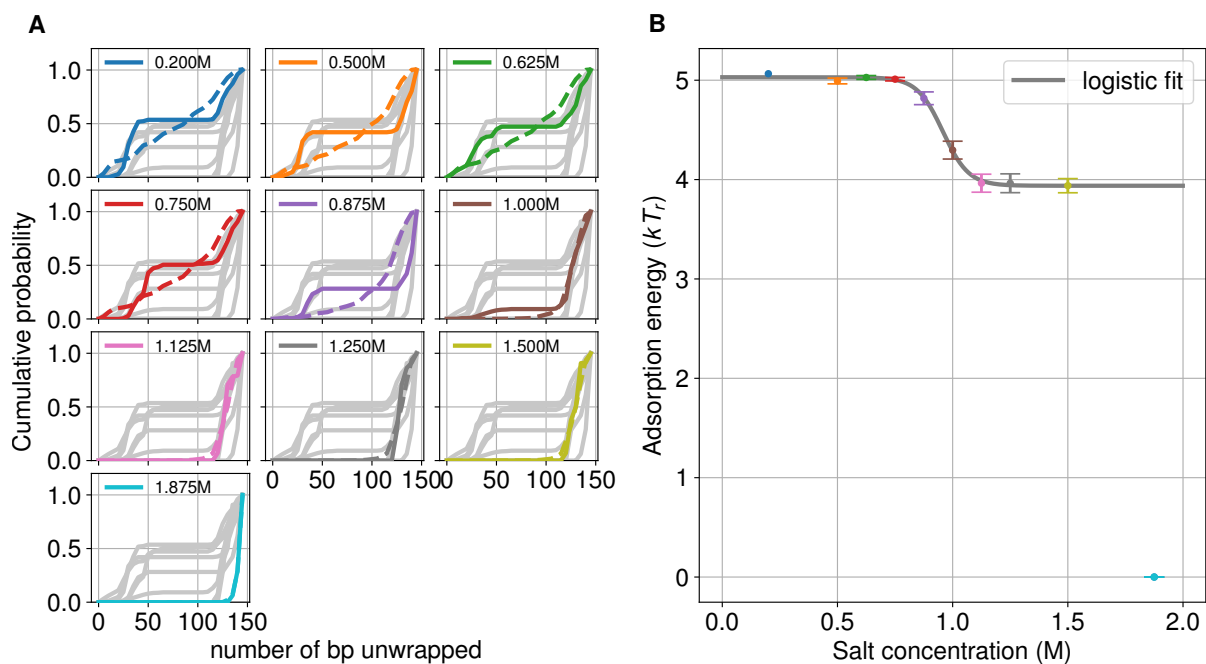 A
0.200M
0.500M
0.625M
1.0
0.5
0.0
0.750M
0.875M
1.000M
1.0
0.5
0.0
1.125M
1.250M
1.500M
1.0
0.5
0.0
0 50 100 150
0 50 100 150
1.875M
1.0
0.5
0.0
0 50 100 150
Cumulative probability
number of bp unwrapped
B
logistic fit
5
4
3
2
1
0
0.0 0.5 1.0 1.5 2.0
Adsorption energy (kTr)
Salt concentration (M)